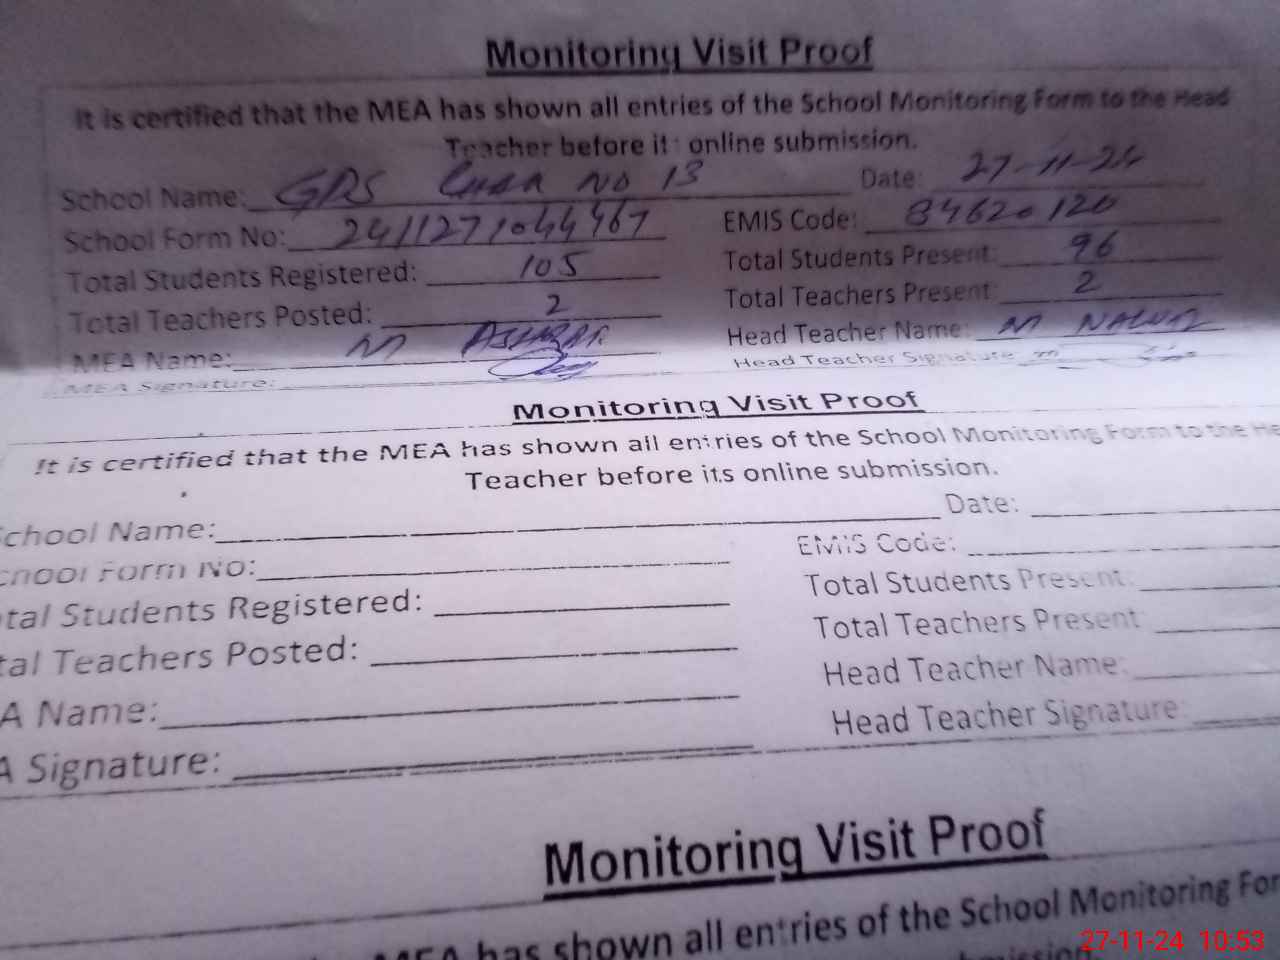 Monitoring Visit Proof
It is certified that the MEA has shown all entries of the School Monitoring Form to the Head
Teacher before its online submission.
School Name: GPS No 13 Date: 27-11-24
School Form No: EMIS Code: 84620120
Total Students Registered: 105 Total Students Present: 96
Total Teachers Posted: 2 Total Teachers Present: 2
MEA Name: M Ashraf Head Teacher Name: M
MEA Signature: Head Teacher Signature
Monitoring Visit Proof
It is certified that the MEA has shown all entries of the School Monitoring Form to the He
Teacher before its online submission.
chool Name: Date:
chool Form No: EMIS Code:
tal Students Registered: Total Students Present:
tal Teachers Posted: Total Teachers Present:
A Name: Head Teacher Name:
A Signature: Head Teacher Signature:
Monitoring Visit Proof
MEA has shown all entries of the School Monitoring For
mission.
27-11-24 10:53